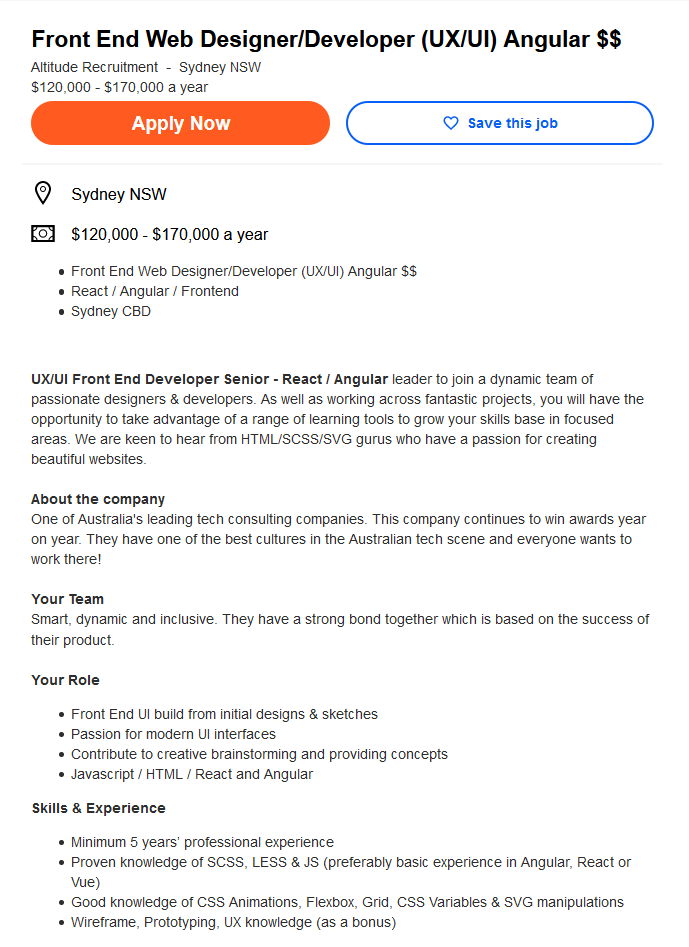 Front End Web Designer/Developer (UX/UI) Angular $$
Altitude Recruitment - Sydney NSW
$120,000 - $170,000 a year
Apply Now
Save this job
Sydney NSW
$120,000 - $170,000 a year
Front End Web Designer/Developer (UX/UI) Angular $$
React / Angular / Frontend
Sydney CBD
UX/UI Front End Developer Senior - React / Angular leader to join a dynamic team of
passionate designers & developers. As well as working across fantastic projects, you will have the
opportunity to take advantage of a range of learning tools to grow your skills base in focused
areas. We are keen to hear from HTML/SCSS/SVG gurus who have a passion for creating
beautiful websites.
About the company
One of Australia's leading tech consulting companies. This company continues to win awards year
on year. They have one of the best cultures in the Australian tech scene and everyone wants to
work there!
Your Team
Smart, dynamic and inclusive. They have a strong bond together which is based on the success of
their product.
Your Role
Front End UI build from initial designs & sketches
Passion for modern UI interfaces
Contribute to creative brainstorming and providing concepts
Javascript / HTML / React and Angular
Skills & Experience
Minimum 5 years’ professional experience
Proven knowledge of SCSS, LESS & JS (preferably basic experience in Angular, React or
Vue)
Good knowledge of CSS Animations, Flexbox, Grid, CSS Variables & SVG manipulations
Wireframe, Prototyping, UX knowledge (as a bonus)